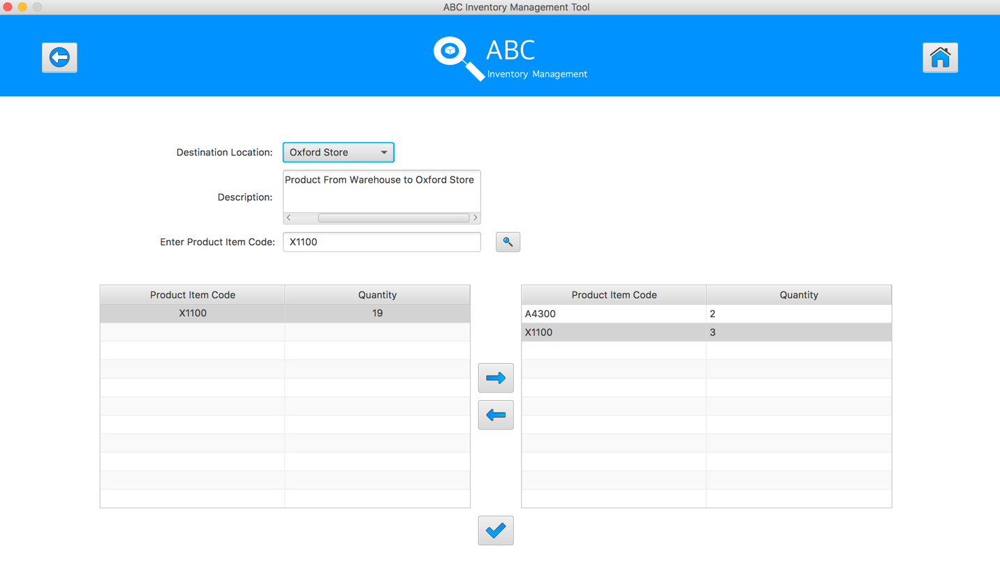 ABC Inventory Management Tool
ABC
Inventory Management
Destination Location: Oxford Store
Description: Product From Warehouse to Oxford Store
Enter Product Item Code: X1100
Product Item Code Quantity
X1100 19
Product Item Code Quantity
A4300 2
X1100 3